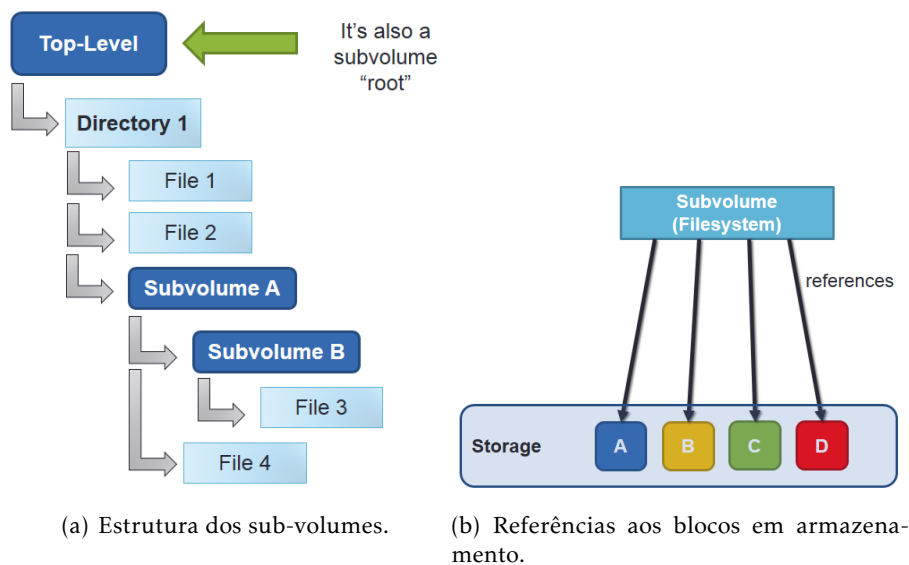 Top-Level
It's also a
subvolume
“root”
Directory 1
File 1
File 2
Subvolume A
Subvolume B
File 3
File 4
(a) Estrutura dos sub-volumes.
Subvolume
(Filesystem)
references
Storage
A
B
C
D
(b) Referências aos blocos em armazena-
mento.